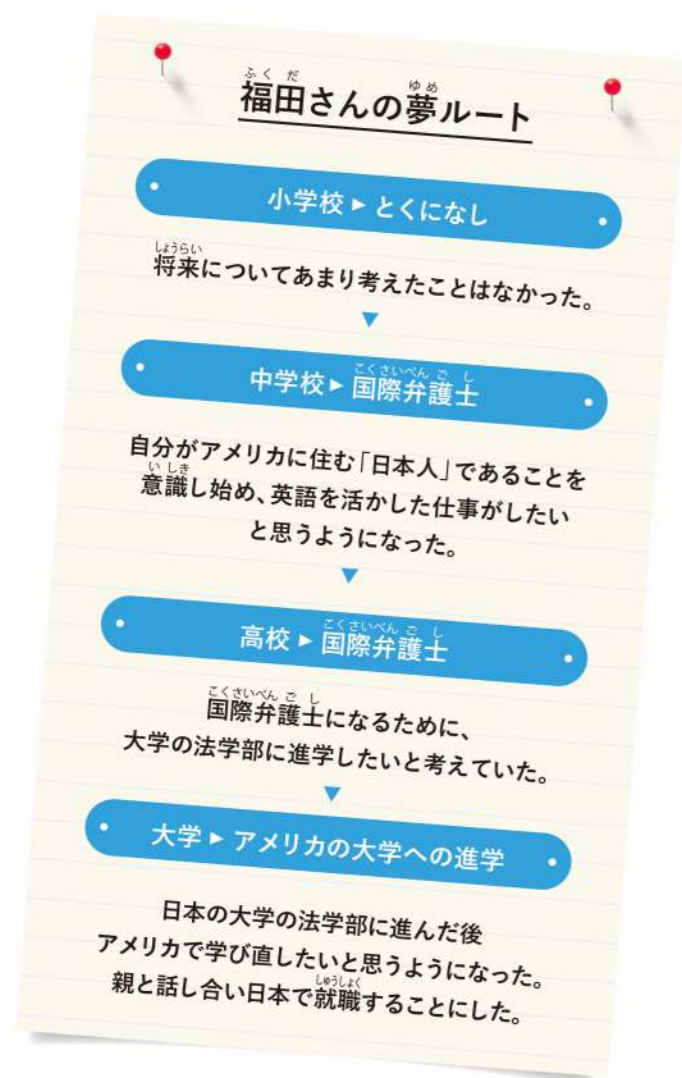 福田さんの夢ルート
小学校▶とくになし
将来についてあまり考えたことはなかった。
中学校▶国際弁護士
自分がアメリカに住む「日本人」であることを
意識し始め、英語を活かした仕事がしたい
と思うようになった。
高校▶国際弁護士
国際弁護士になるために、
大学の法学部に進学したいと考えていた。
大学▶アメリカの大学への進学
日本の大学の法学部に進んだ後
アメリカで学び直したいと思うようになった。
親と話し合い日本で就職することにした。